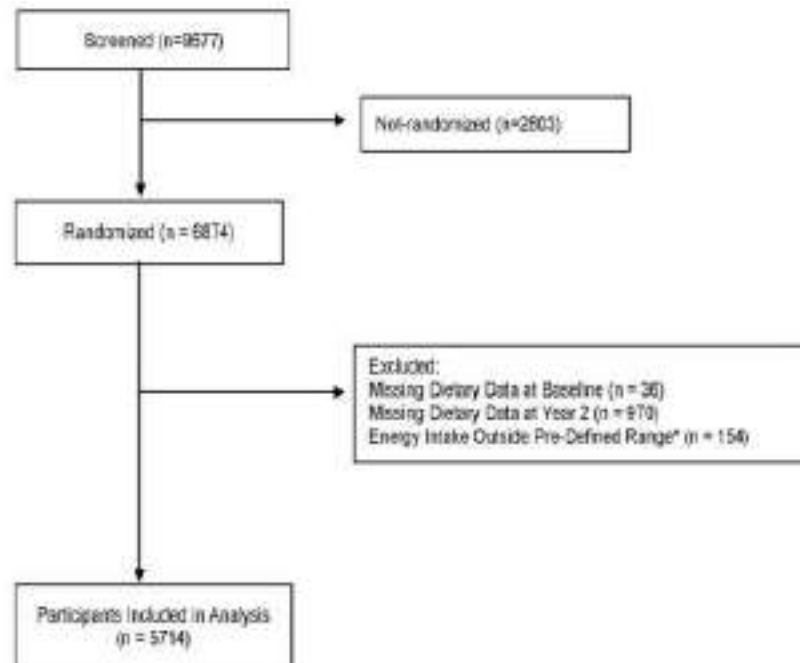 Screened (n=9677)
Not-randomized (n=2803)
Randomized (n = 6874)
Excluded:
Missing Dietary Data at Baseline (n = 36)
Missing Dietary Data at Year 2 (n = 970)
Energy Intake Outside Pre-Defined Range* (n = 154)
Participants Included in Analysis
(n = 5714)